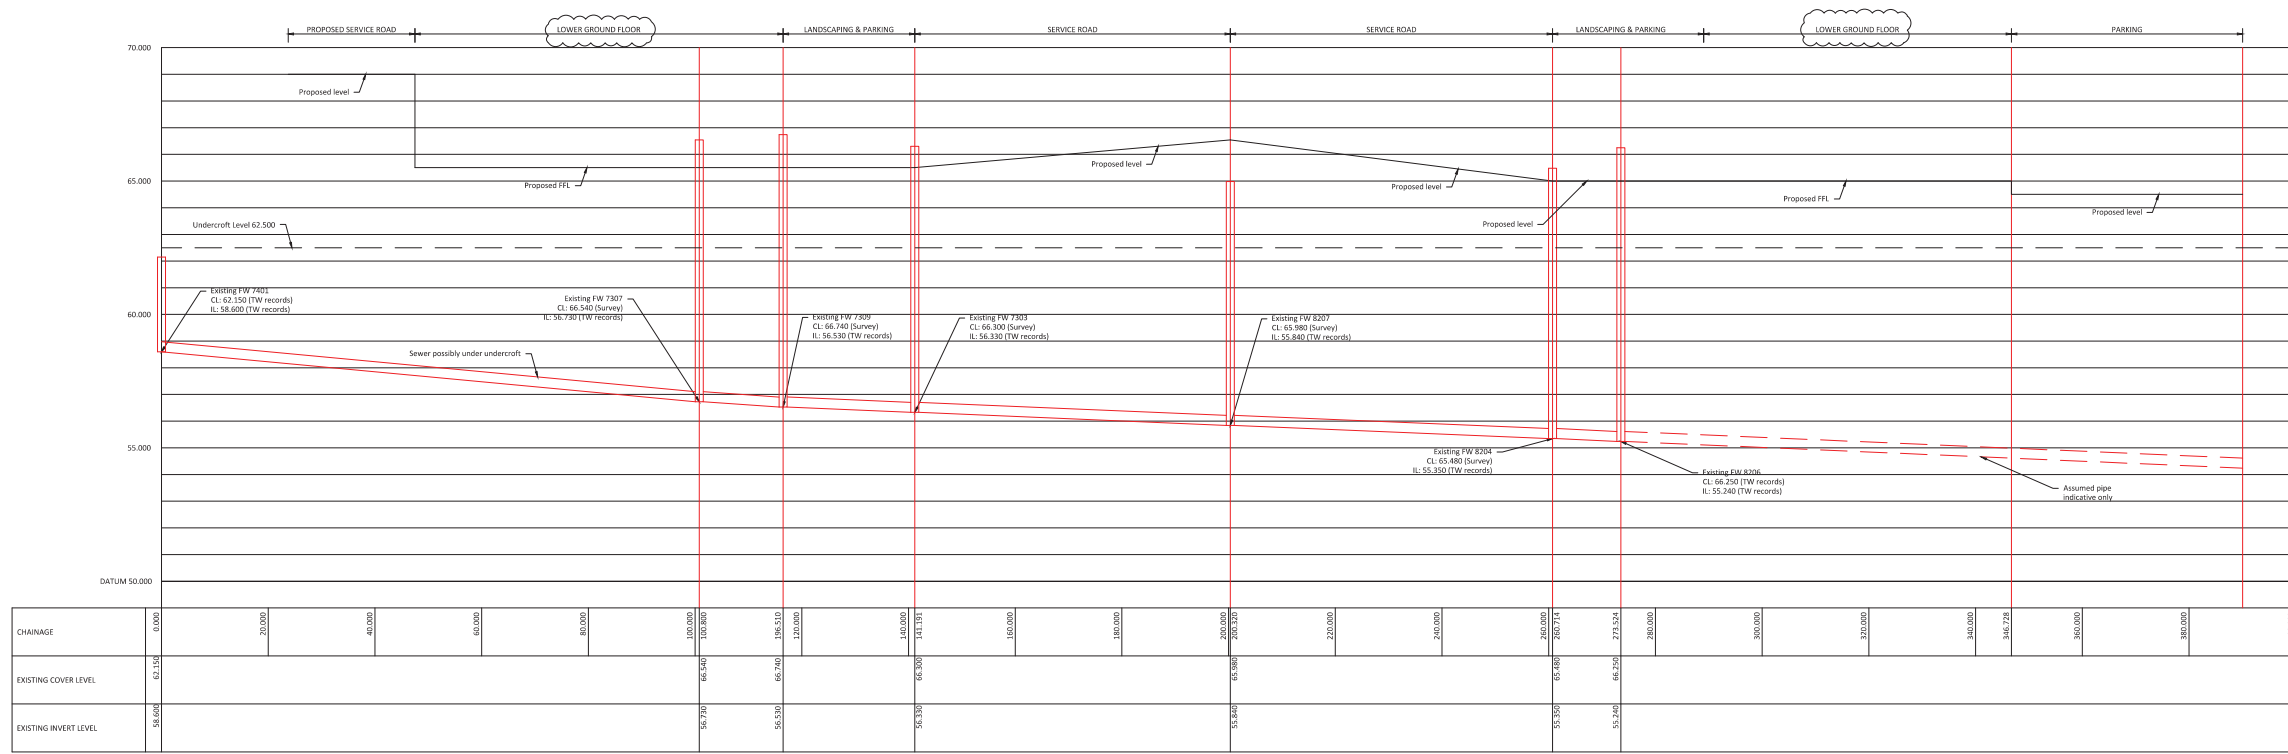 PROPOSED SERVICE ROAD
LOWER GROUND FLOOR
LANDSCAPING & PARKING
SERVICE ROAD
SERVICE ROAD
LANDSCAPING & PARKING
LOWER GROUND FLOOR
PARKING
70.000
Proposed level
Proposed level
65.000
Proposed FFL
Proposed level
Proposed FFL
Proposed level
Undercroft Level 62.500
Proposed level
60.000
Existing FW 7401
CL: 62.150 (TW records)
IL: 58.600 (TW records)
Existing FW 7307
CL: 66.540 (Survey)
IL: 56.730 (TW records)
Existing FW 7309
CL: 66.740 (Survey)
IL: 56.530 (TW records)
Existing FW 7303
CL: 66.300 (Survey)
IL: 56.330 (TW records)
Existing FW 8207
CL: 65.980 (Survey)
IL: 55.840 (TW records)
Sewer possibly under undercroft
55.000
Existing FW 8204
CL: 65.480 (Survey)
IL: 55.350 (TW records)
Existing FW 8206
CL: 66.250 (TW records)
IL: 55.240 (TW records)
Assumed pipe
indicative only
DATUM 50.000
CHAINAGE
0.000
20.000
40.000
60.000
80.000
100.000
100.800
196.510
120.000
140.000
141.191
160.000
180.000
200.000
200.320
220.000
240.000
260.000
260.714
273.524
280.000
300.000
320.000
340.000
346.728
360.000
380.000
EXISTING COVER LEVEL
62.150
66.540
66.740
66.300
65.980
65.480
66.250
EXISTING INVERT LEVEL
58.600
56.730
56.530
56.330
55.840
55.350
55.240